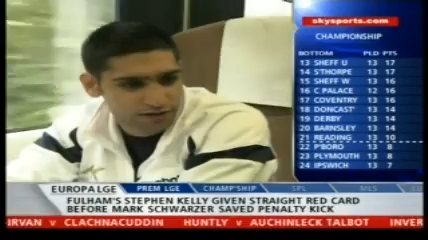 skysports.com
CHAMPIONSHIP
BOTTOM PLD PTS
13 SHEFF U 13 17
14 S'THORPE 13 17
15 SHEFF W 13 16
16 C PALACE 12 16
17 COVENTRY 13 16
18 DONCAST' 13 14
19 DERBY 13 14
20 BARNSLEY 13 14
21 READING 13 10
22 P'BORO 13 8
23 PLYMOUTH 13 8
24 IPSWICH 13 7
EUROPA LGE PREM LGE CHAMP'SHIP SPL MLS
FULHAM'S STEPHEN KELLY GIVEN STRAIGHT RED CARD
BEFORE MARK SCHWARZER SAVED PENALTY KICK
IRVAN v CLACHNACUDDIN HUNTLY v AUCHINLECK TALBOT INVER